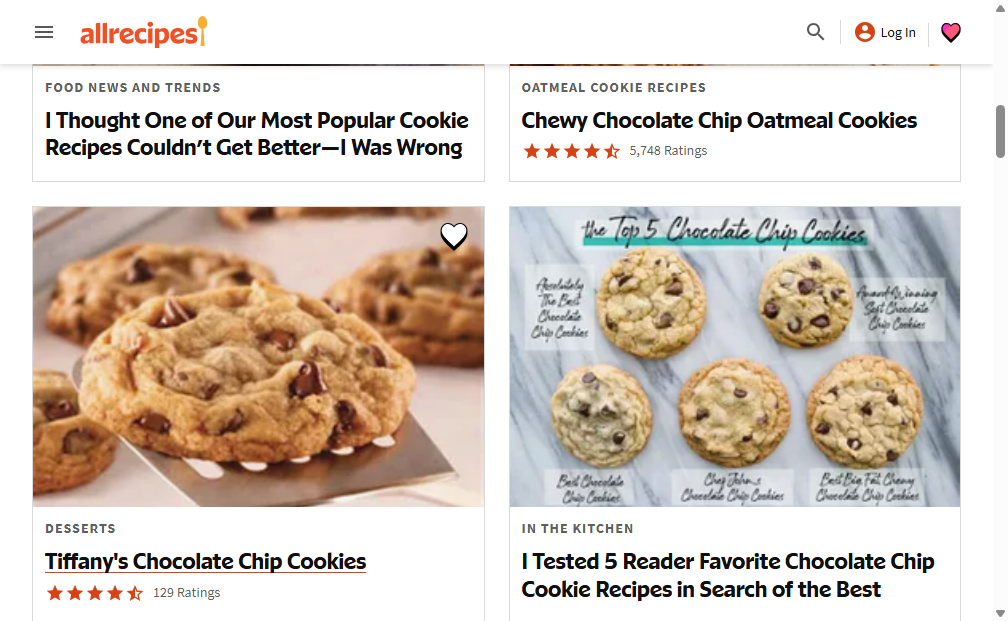 allrecipes
Log In
FOOD NEWS AND TRENDS
I Thought One of Our Most Popular Cookie
Recipes Couldn't Get Better—I Was Wrong
OATMEAL COOKIE RECIPES
Chewy Chocolate Chip Oatmeal Cookies
5,748 Ratings
DESSERTS
Tiffany's Chocolate Chip Cookies
129 Ratings
the Top 5 Chocolate Chip Cookies
Absolutely
The Best
Chocolate
Chip Cookies
Award-Winning
Soft Chocolate
Chip Cookies
Best Chocolate
Chip Cookies
Chef John's
Chocolate Chip Cookies
Best Big, Fat, Chewy
Chocolate Chip Cookies
IN THE KITCHEN
I Tested 5 Reader Favorite Chocolate Chip
Cookie Recipes in Search of the Best